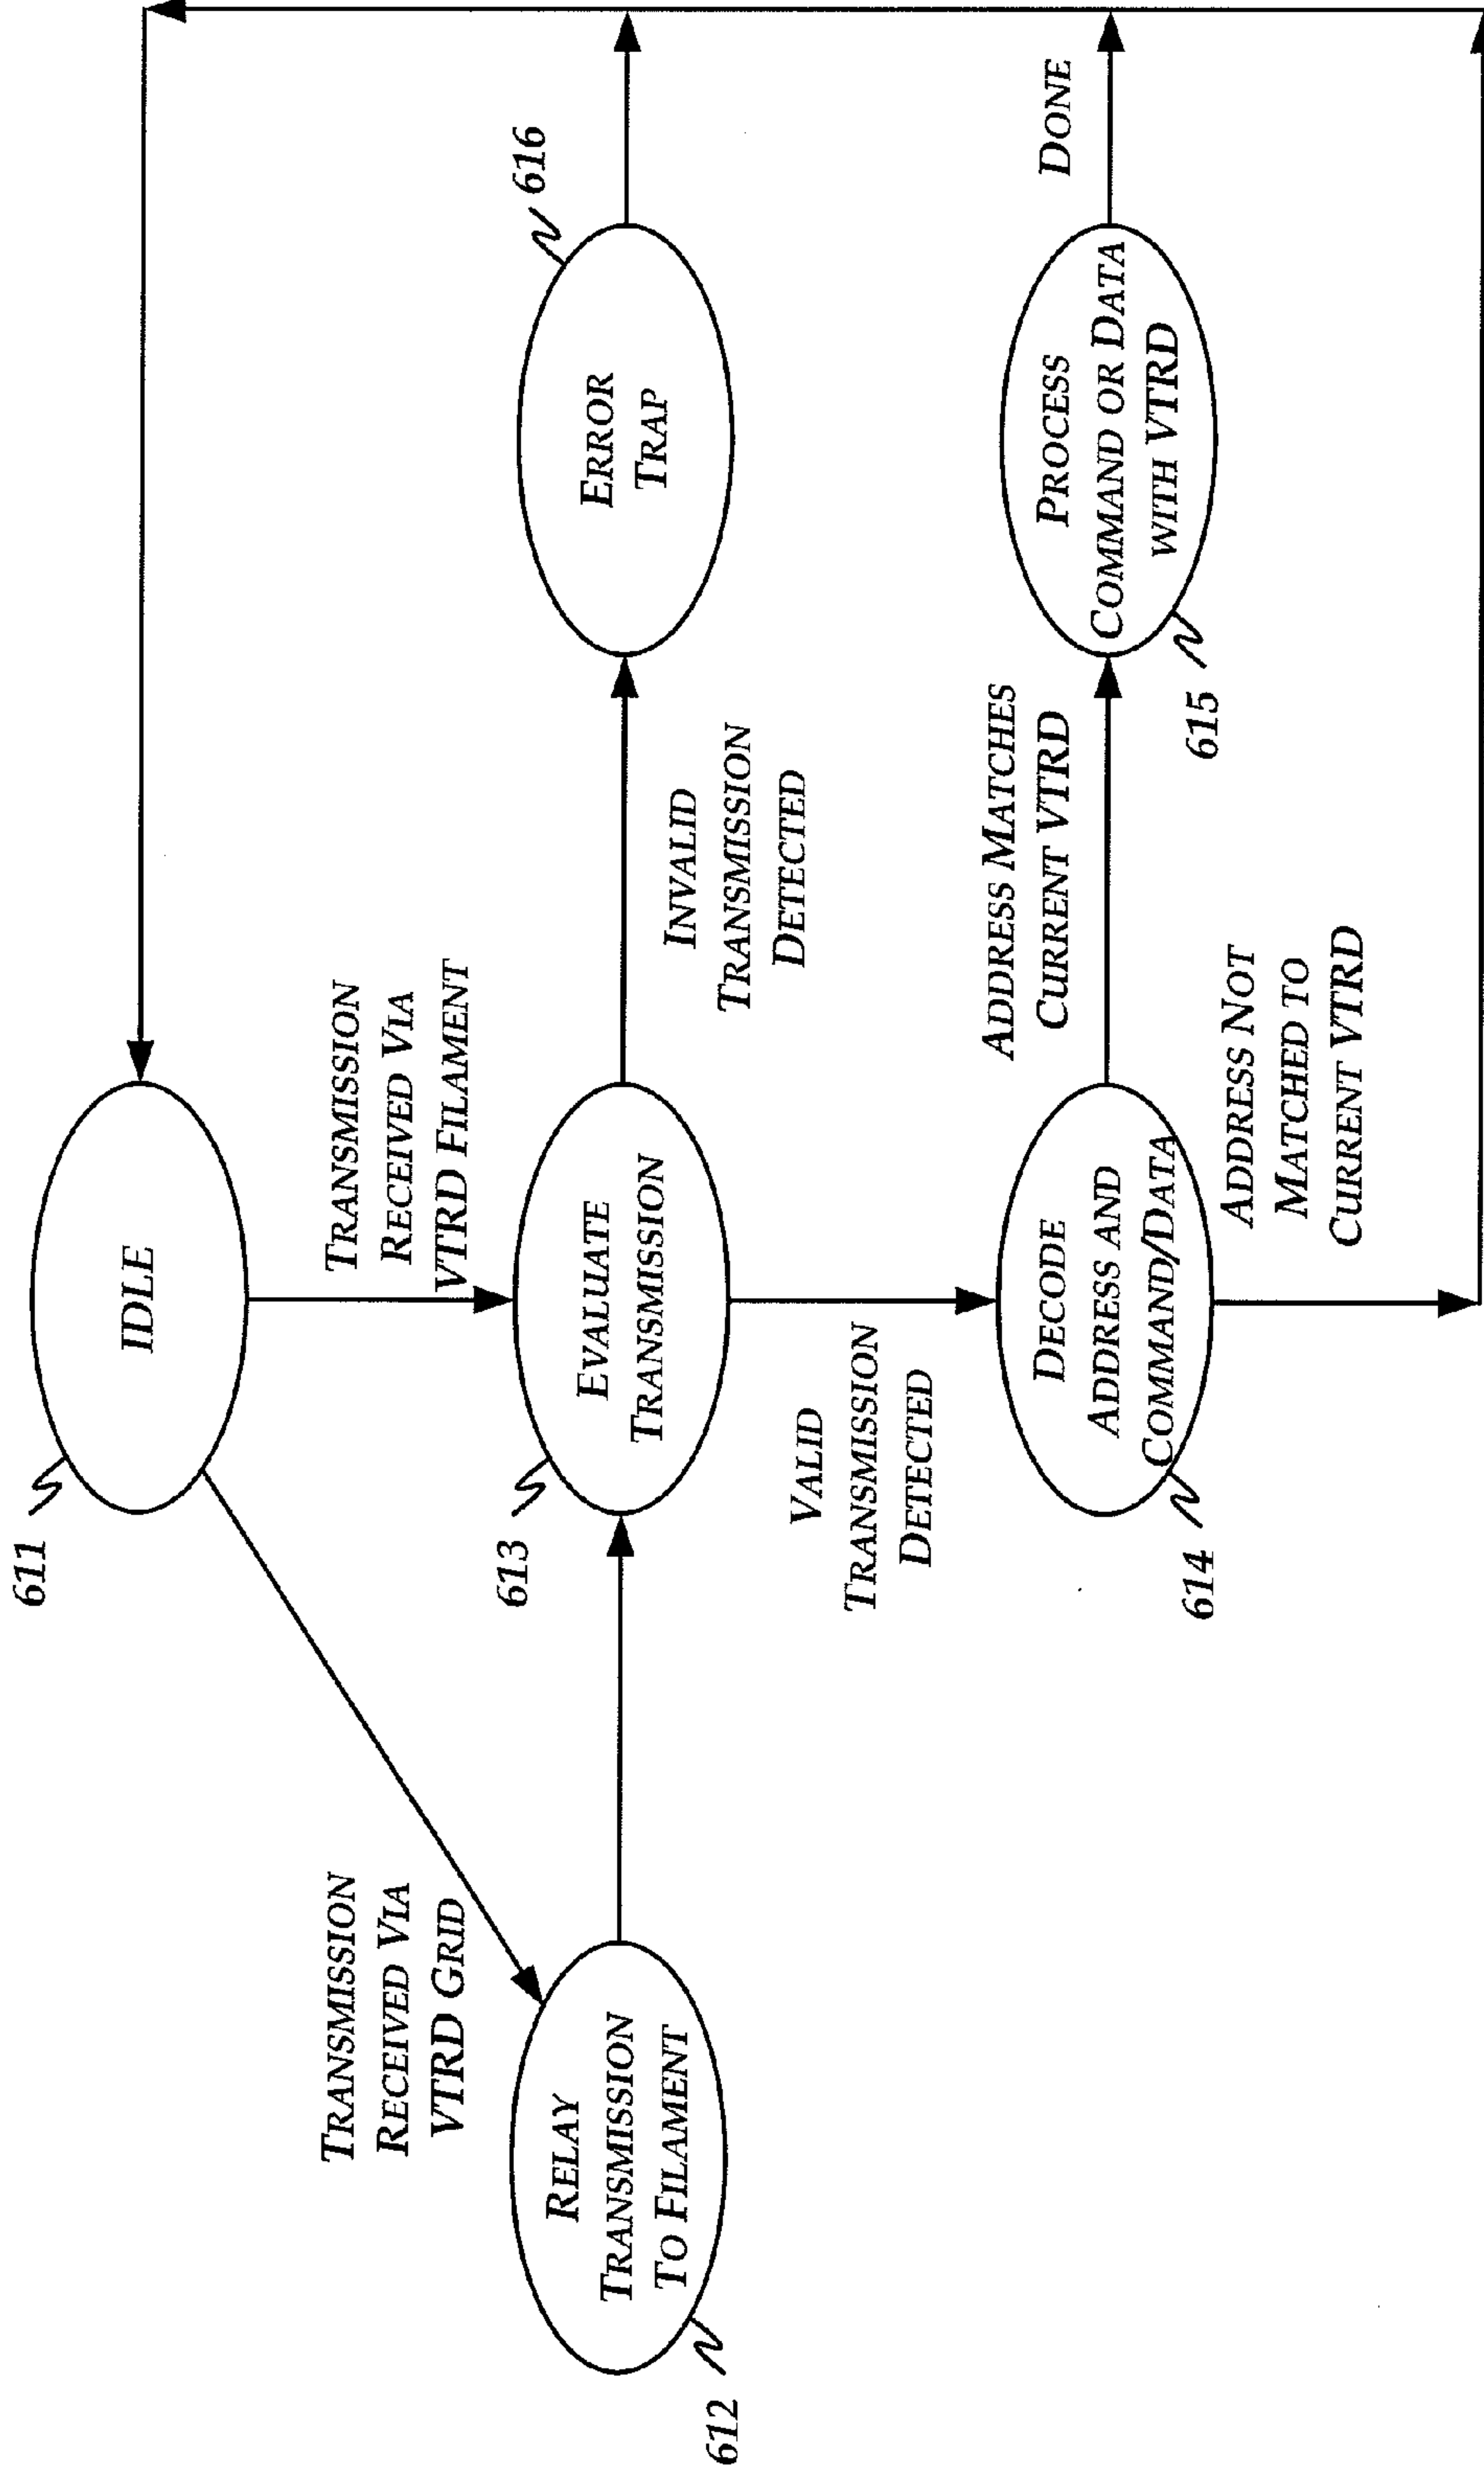 611
IDLE
TRANSMISSION
RECEIVED VIA
VTRD GRID
TRANSMISSION
RECEIVED VIA
VTRD FILAMENT
612
RELAY
TRANSMISSION
TO FILAMENT
613
EVALUATE
TRANSMISSION
INVALID
TRANSMISSION
DETECTED
616
ERROR
TRAP
VALID
TRANSMISSION
DETECTED
614
DECODE
ADDRESS AND
COMMAND/DATA
ADDRESS MATCHES
CURRENT VTRD
615
PROCESS
COMMAND OR DATA
WITH VTRD
DONE
ADDRESS NOT
MATCHED TO
CURRENT VTRD